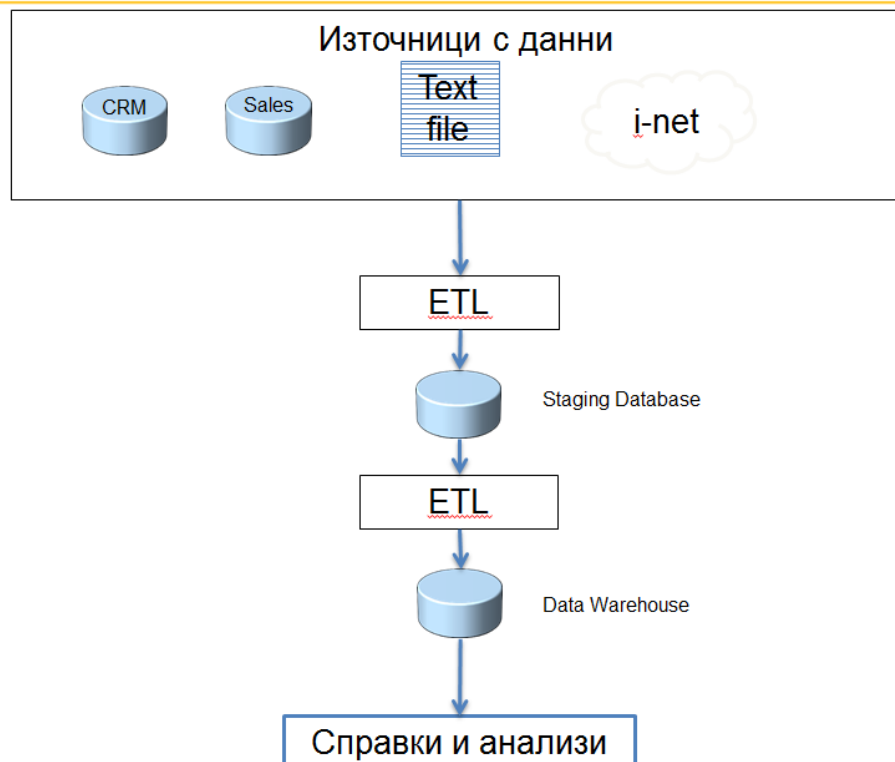 Източници с данни
CRM
Sales
Text
file
i-net
ETL
Staging Database
ETL
Data Warehouse
Справки и анализи